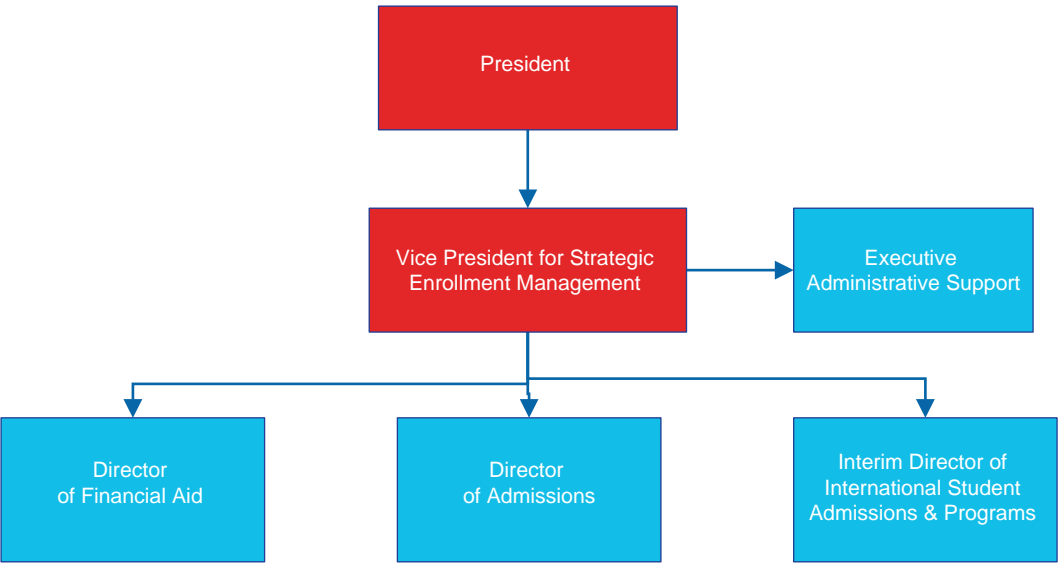 President
Vice President for Strategic
Enrollment Management
Executive
Administrative Support
Director
of Financial Aid
Director
of Admissions
Interim Director of
International Student
Admissions & Programs